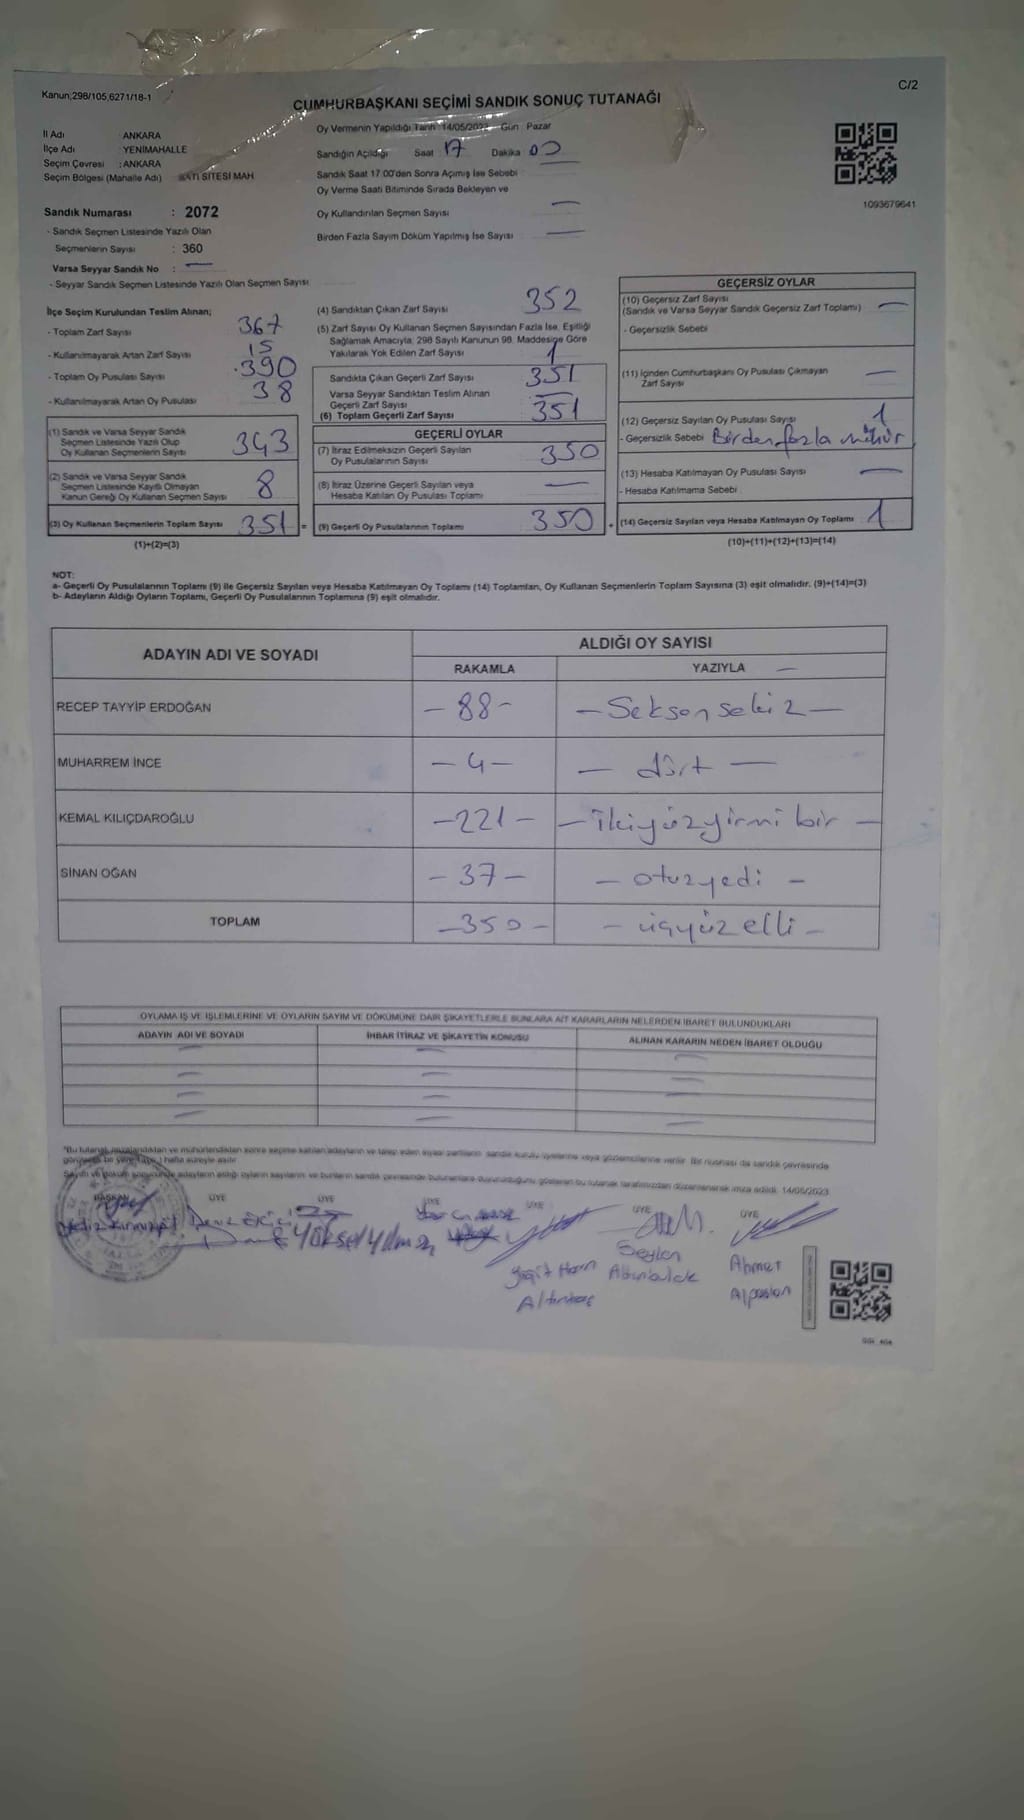 Kanun;298/105,6271/18-1
C/2
CUMHURBAŞKANI SEÇİMİ SANDIK SONUÇ TUTANAĞI
İl Adı ANKARA
İlçe Adı YENİMAHALLE
Seçim Çevresi : ANKARA
Seçim Bölgesi (Mahalle Adı) BATI SİTESİ MAH
Sandık Numarası : 2072
- Sandık Seçmen Listesinde Yazılı Olan
Seçmenlerin Sayısı : 360
Varsa Seyyar Sandık No : —
- Seyyar Sandık Seçmen Listesinde Yazılı Olan Seçmen Sayısı
Oy Vermenin Yapıldığı Tarih :14/05/2023 Gün : Pazar
Sandığın Açıldığı Saat 17 Dakika 00
Sandık Saat 17:00'den Sonra Açımış İse Sebebi
Oy Verme Saati Bitiminde Sırada Bekleyen ve
Oy Kullandırılan Seçmen Sayısı —
Birden Fazla Sayım Döküm Yapılmış İse Sayısı —
1093679641
İlçe Seçim Kurulundan Teslim Alınan;
- Toplam Zarf Sayısı 367
- Kullanılmayarak Artan Zarf Sayısı 15
- Toplam Oy Pusulası Sayısı 390
- Kullanılmayarak Artan Oy Pusulası 38
(1) Sandık ve Varsa Seyyar Sandık
Seçmen Listesinde Yazılı Olup
Oy Kullanan Seçmenlerin Sayısı 343
(2) Sandık ve Varsa Seyyar Sandık
Seçmen Listesinde Kayıtlı Olmayan
Kanun Gereği Oy Kullanan Seçmen Sayısı 8
(3) Oy Kullanan Seçmenlerin Toplam Sayısı 351 =
(1)+(2)=(3)
(4) Sandıktan Çıkan Zarf Sayısı 352
(5) Zarf Sayısı Oy Kullanan Seçmen Sayısından Fazla İse, Eşitliği
Sağlamak Amacıyla, 298 Sayılı Kanunun 98. Maddesine Göre
Yakılarak Yok Edilen Zarf Sayısı 1
Sandıkta Çıkan Geçerli Zarf Sayısı 351
Varsa Seyyar Sandıktan Teslim Alınan
Geçerli Zarf Sayısı —
(6) Toplam Geçerli Zarf Sayısı 351
GEÇERLİ OYLAR
(7) İtiraz Edilmeksizin Geçerli Sayılan
Oy Pusulalarının Sayısı 350
(8) İtiraz Üzerine Geçerli Sayılan veya
Hesaba Katılan Oy Pusulası Toplamı —
(9) Geçerli Oy Pusulalarının Toplamı 350 +
GEÇERSİZ OYLAR
(10) Geçersiz Zarf Sayısı
(Sandık ve Varsa Seyyar Sandık Geçersiz Zarf Toplamı) —
- Geçersizlik Sebebi
(11) İçinden Cumhurbaşkanı Oy Pusulası Çıkmayan
Zarf Sayısı —
(12) Geçersiz Sayılan Oy Pusulası Sayısı 1
- Geçersizlik Sebebi Birden fazla mühür
(13) Hesaba Katılmayan Oy Pusulası Sayısı —
- Hesaba Katılmama Sebebi
(14) Geçersiz Sayılan veya Hesaba Katılmayan Oy Toplamı 1
(10)+(11)+(12)+(13)=(14)
NOT:
a- Geçerli Oy Pusulalarının Toplamı (9) ile Geçersiz Sayılan veya Hesaba Katılmayan Oy Toplamı (14) Toplamları, Oy Kullanan Seçmenlerin Toplam Sayısına (3) eşit olmalıdır. (9)+(14)=(3)
b- Adayların Aldığı Oyların Toplamı, Geçerli Oy Pusulalarının Toplamına (9) eşit olmalıdır.
ADAYIN ADI VE SOYADI ALDIĞI OY SAYISI
RAKAMLA YAZIYLA —
RECEP TAYYİP ERDOĞAN – 88 – – Seksensekiz –
MUHARREM İNCE – 4 – – dört –
KEMAL KILIÇDAROĞLU – 221 – – ikiyüzyirmi bir –
SİNAN OĞAN – 37 – – otuzyedi –
TOPLAM – 350 – – üçyüz elli –
OYLAMA İŞ VE İŞLEMLERİNE VE OYLARIN SAYIM VE DÖKÜMÜNE DAİR ŞİKAYETLERLE BUNLARA AİT KARARLARIN NELERDEN İBARET BULUNDUKLARI
ADAYIN ADI VE SOYADI İHBAR İTİRAZ VE ŞİKAYETİN KONUSU ALINAN KARARIN NEDEN İBARET OLDUĞU
*Bu tutanak imzalandıktan ve mühürlendikten sonra seçime katılan adayların ve talep eden siyasi partilerin sandık kurulu üyelerine veya gözlemcilerine verilir. Bir nüshası da sandık çevresinde
görülecek bir yere bir hafta süreyle asılır.
Sayım ve döküm sonucunda adayların aldığı oyların sayılarını ve bunların sandık çevresinde bulunanlara duyurulduğunu gösteren bu tutanak tarafımızdan düzenlenerek imza edildi. 14/05/2023
BAŞKAN ÜYE ÜYE ÜYE ÜYE ÜYE ÜYE
Yüksel Yılmaz
Yiğit Harn
Altınbaş
Seylan
Altunbulak
Ahmet
Alpaslan